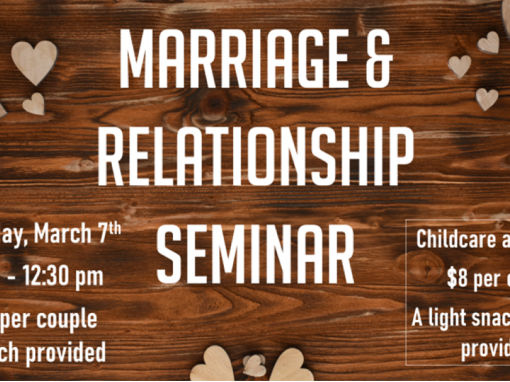 MARRIAGE &
RELATIONSHIP
SEMINAR
ay, March 7th
- 12:30 pm
per couple
ch provided
Childcare a
$8 per
A light snac
provid